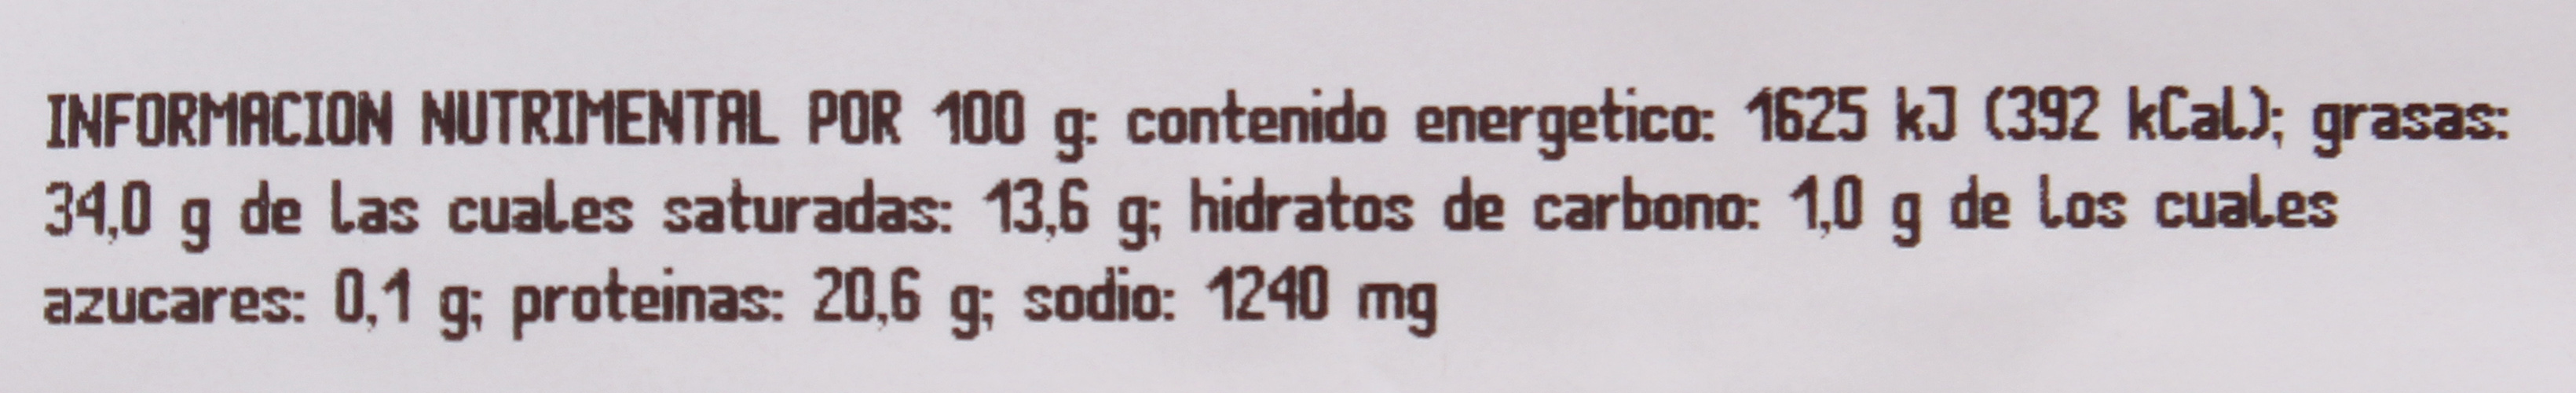 INFORMACION NUTRIMENTAL POR 100 g: contenido energetico: 1625 kJ (392 kCal); grasas:
34,0 g de las cuales saturadas: 13,6 g; hidratos de carbono: 1,0 g de los cuales
azucares: 0,1 g; proteinas: 20,6 g; sodio: 1240 mg